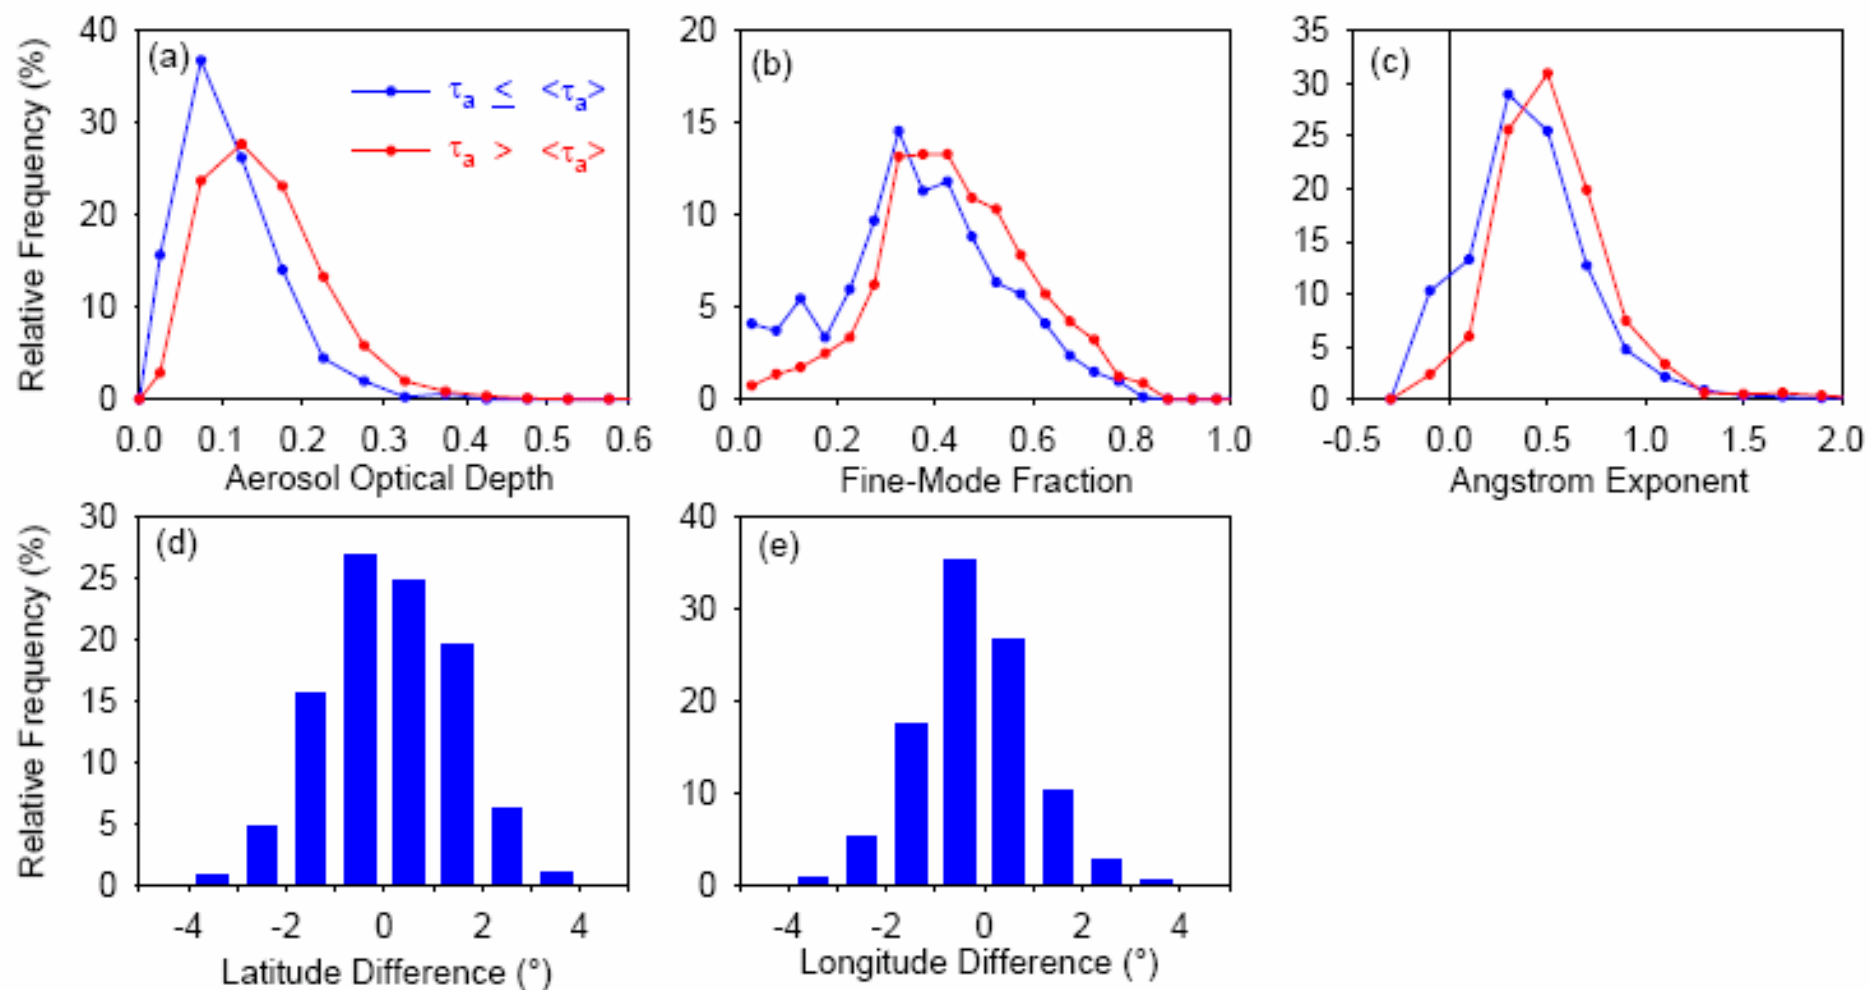 (a)
τa ≤ <τa>
τa > <τa>
Relative Frequency (%)
40
30
20
10
0
0.0 0.1 0.2 0.3 0.4 0.5 0.6
Aerosol Optical Depth
(b)
20
15
10
5
0
0.0 0.2 0.4 0.6 0.8 1.0
Fine-Mode Fraction
(c)
35
30
25
20
15
10
5
0
-0.5 0.0 0.5 1.0 1.5 2.0
Angstrom Exponent
(d)
Relative Frequency (%)
30
25
20
15
10
5
0
-4 -2 0 2 4
Latitude Difference (°)
(e)
40
30
20
10
0
-4 -2 0 2 4
Longitude Difference (°)